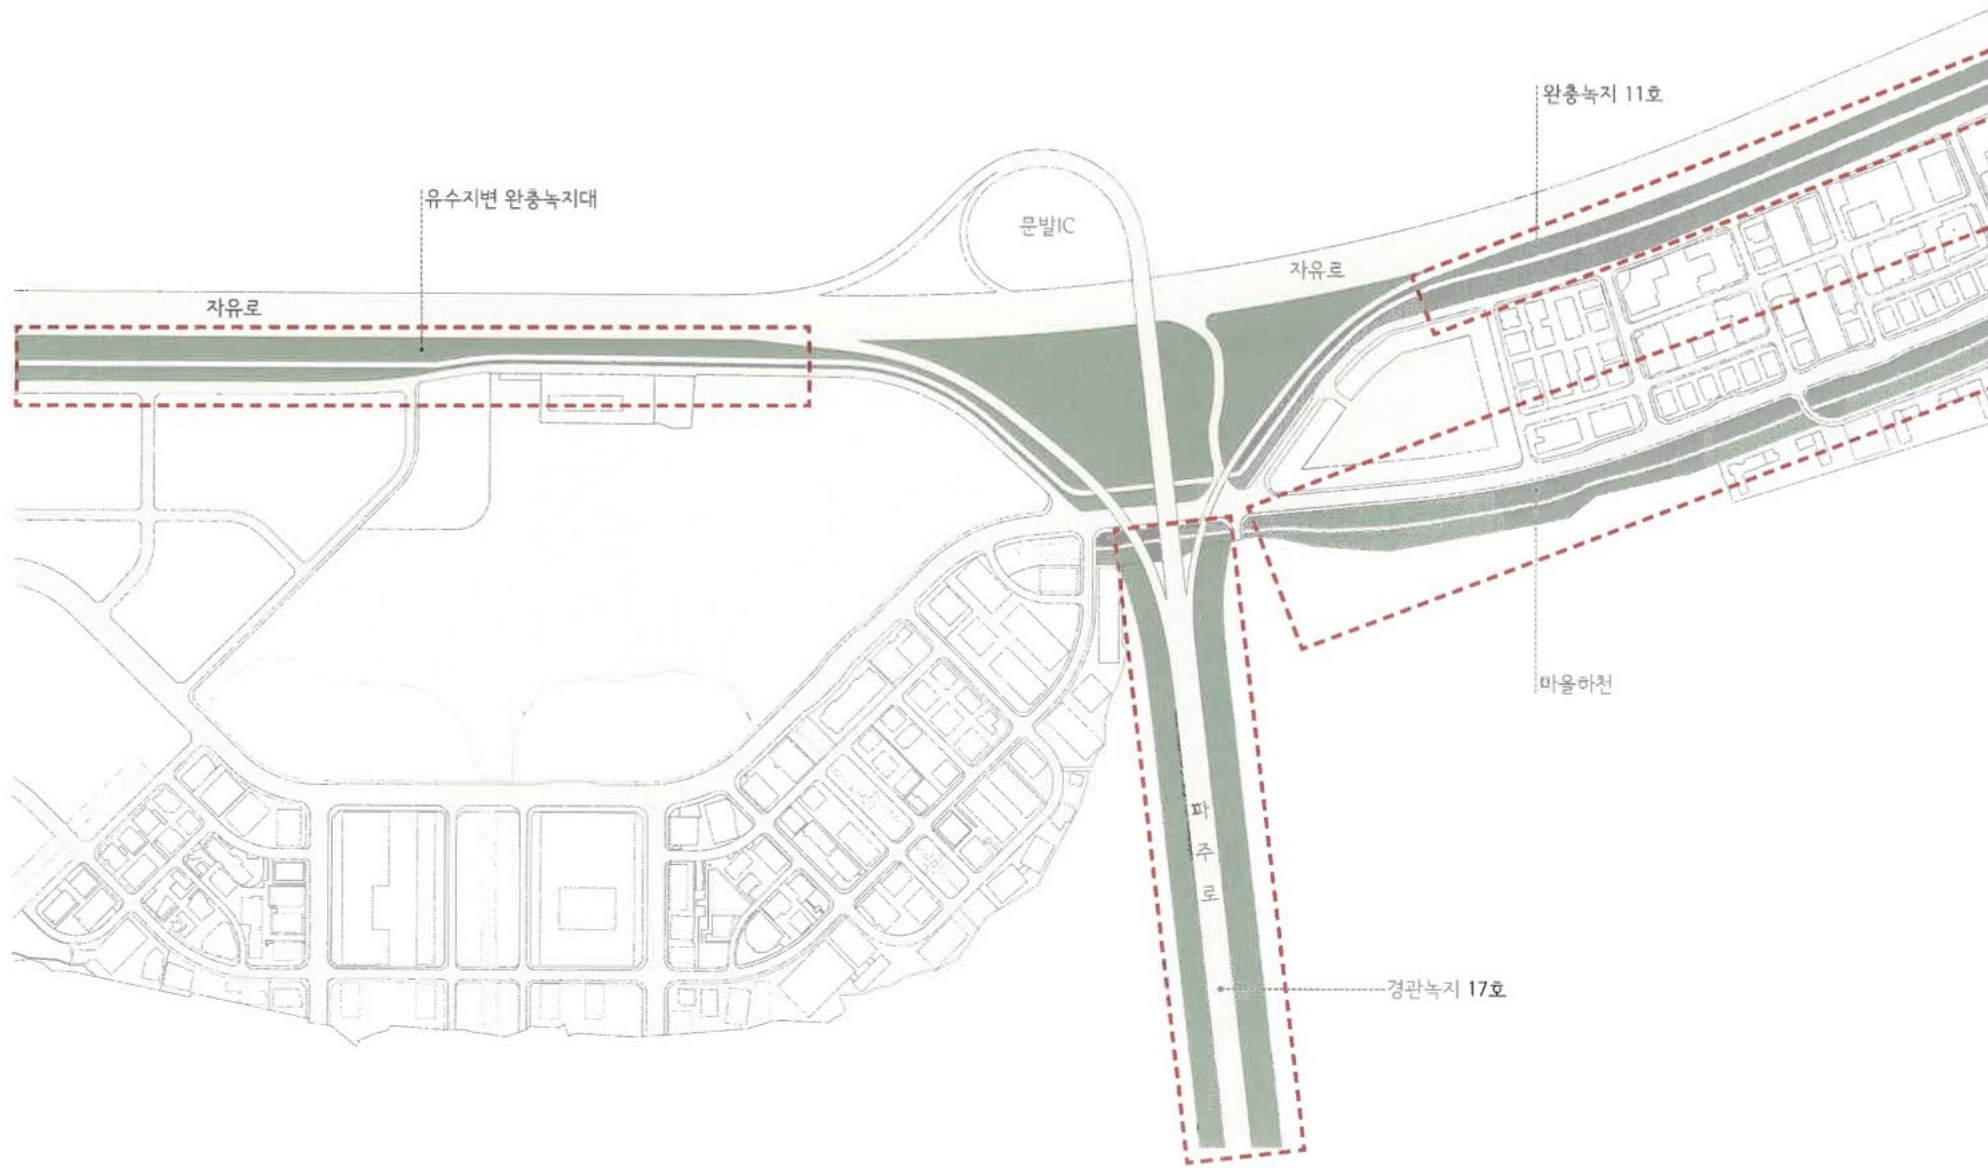 완충녹지 11호
유수지변 완충녹지대
문발IC
자유로
자유로
마을하천
파주로
경관녹지 17호